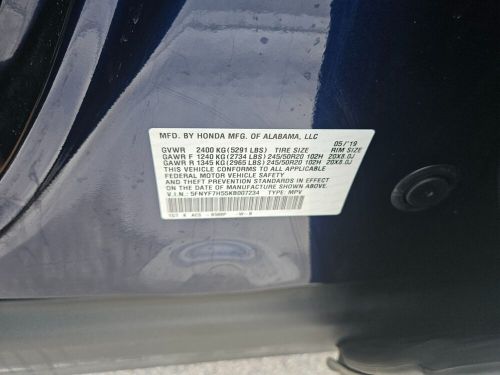 MFD. BY HONDA MFG. OF ALABAMA, LLC 05/'19
GVWR 2400 KG(5291 LBS) TIRE SIZE RIM SIZE
GAWR F 1240 KG(2734 LBS) 245/50R20 102H 20X8.0J
GAWR R 1345 KG(2965 LBS) 245/50R20 102H 20X8.0J
THIS VEHICLE CONFORMS TO ALL APPLICABLE
FEDERAL MOTOR VEHICLE SAFETY
AND THEFT PREVENTION STANDARDS IN EFFECT ON THE
DATE OF MANUFACTURE SHOWN ABOVE.
V.I.N.: 5FNYF7H55KB007234 TYPE: MPV